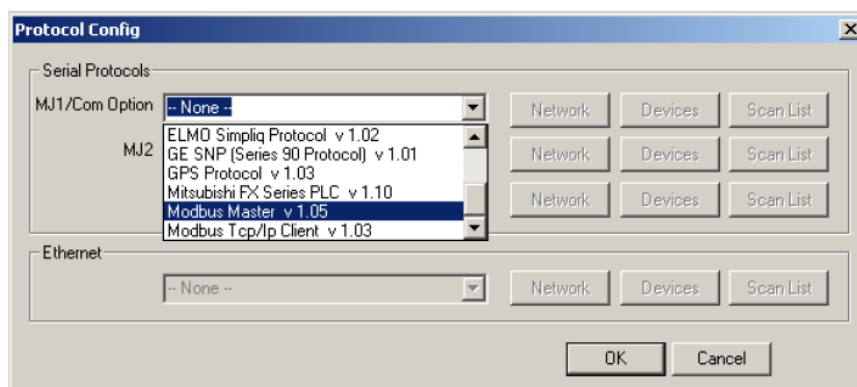 Protocol Config
Serial Protocols
MJ1/Com Option -- None -- Network Devices Scan List
ELMO Simpliq Protocol v 1.02
MJ2 GE SNP (Series 90 Protocol) v 1.01 Network Devices Scan List
GPS Protocol v 1.03
Mitsubishi FX Series PLC v 1.10 Network Devices Scan List
Modbus Master v 1.05
Modbus Tcp/Ip Client v 1.03
Ethernet
-- None -- Network Devices Scan List
OK Cancel